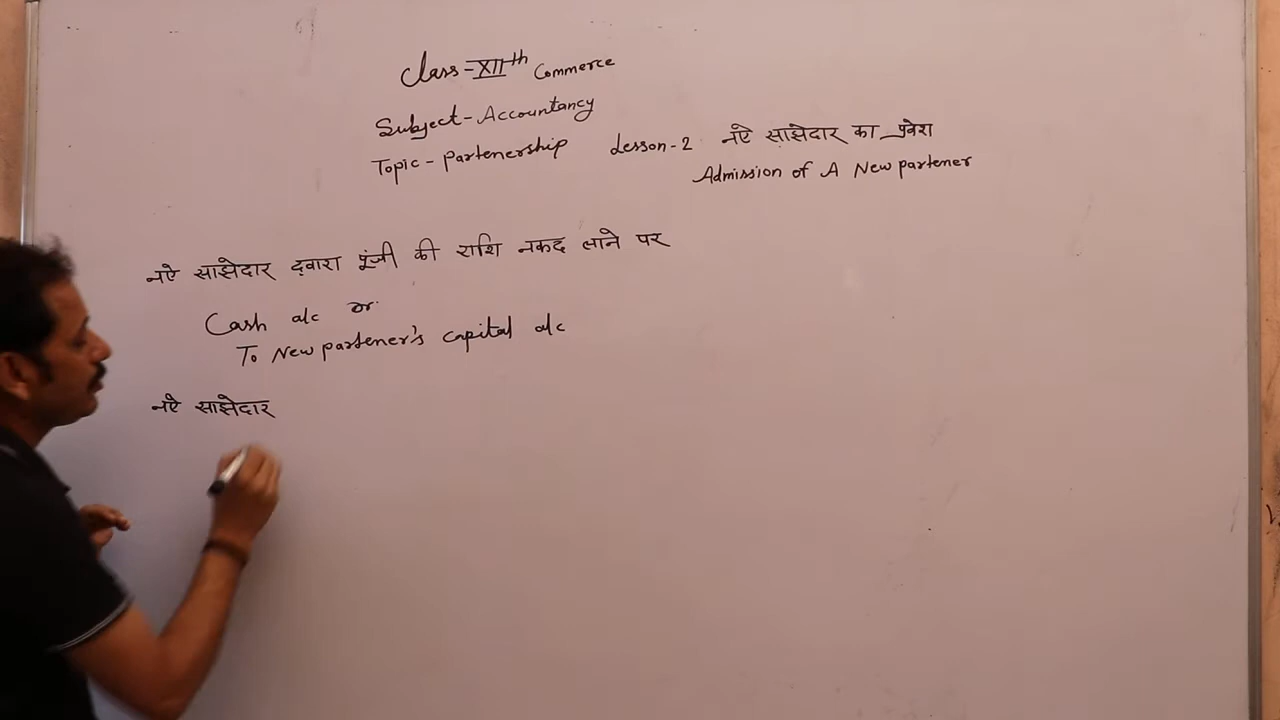 Class-XIIth Commerce
Subject-Accountancy
Topic-Partenership Lesson-2 नऐ साझेदार का प्रवेश
Admission of A New partener
नऐ साझेदार द्वारा पूंजी की राशि नकद लाने पर
Cash a/c or
To New partener's capital a/c
नऐ साझेदार